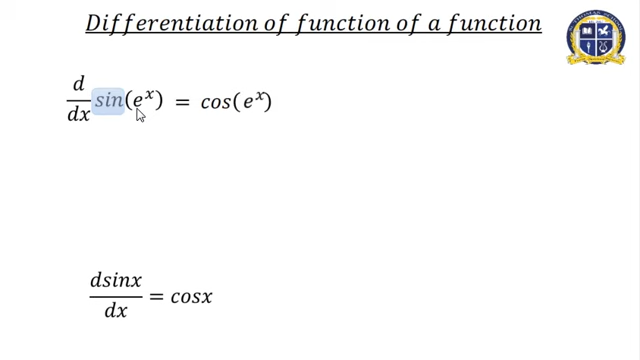 Differentiation of function of a function
d/dx sin(e^x) = cos(e^x)
dsinx/dx = cosx